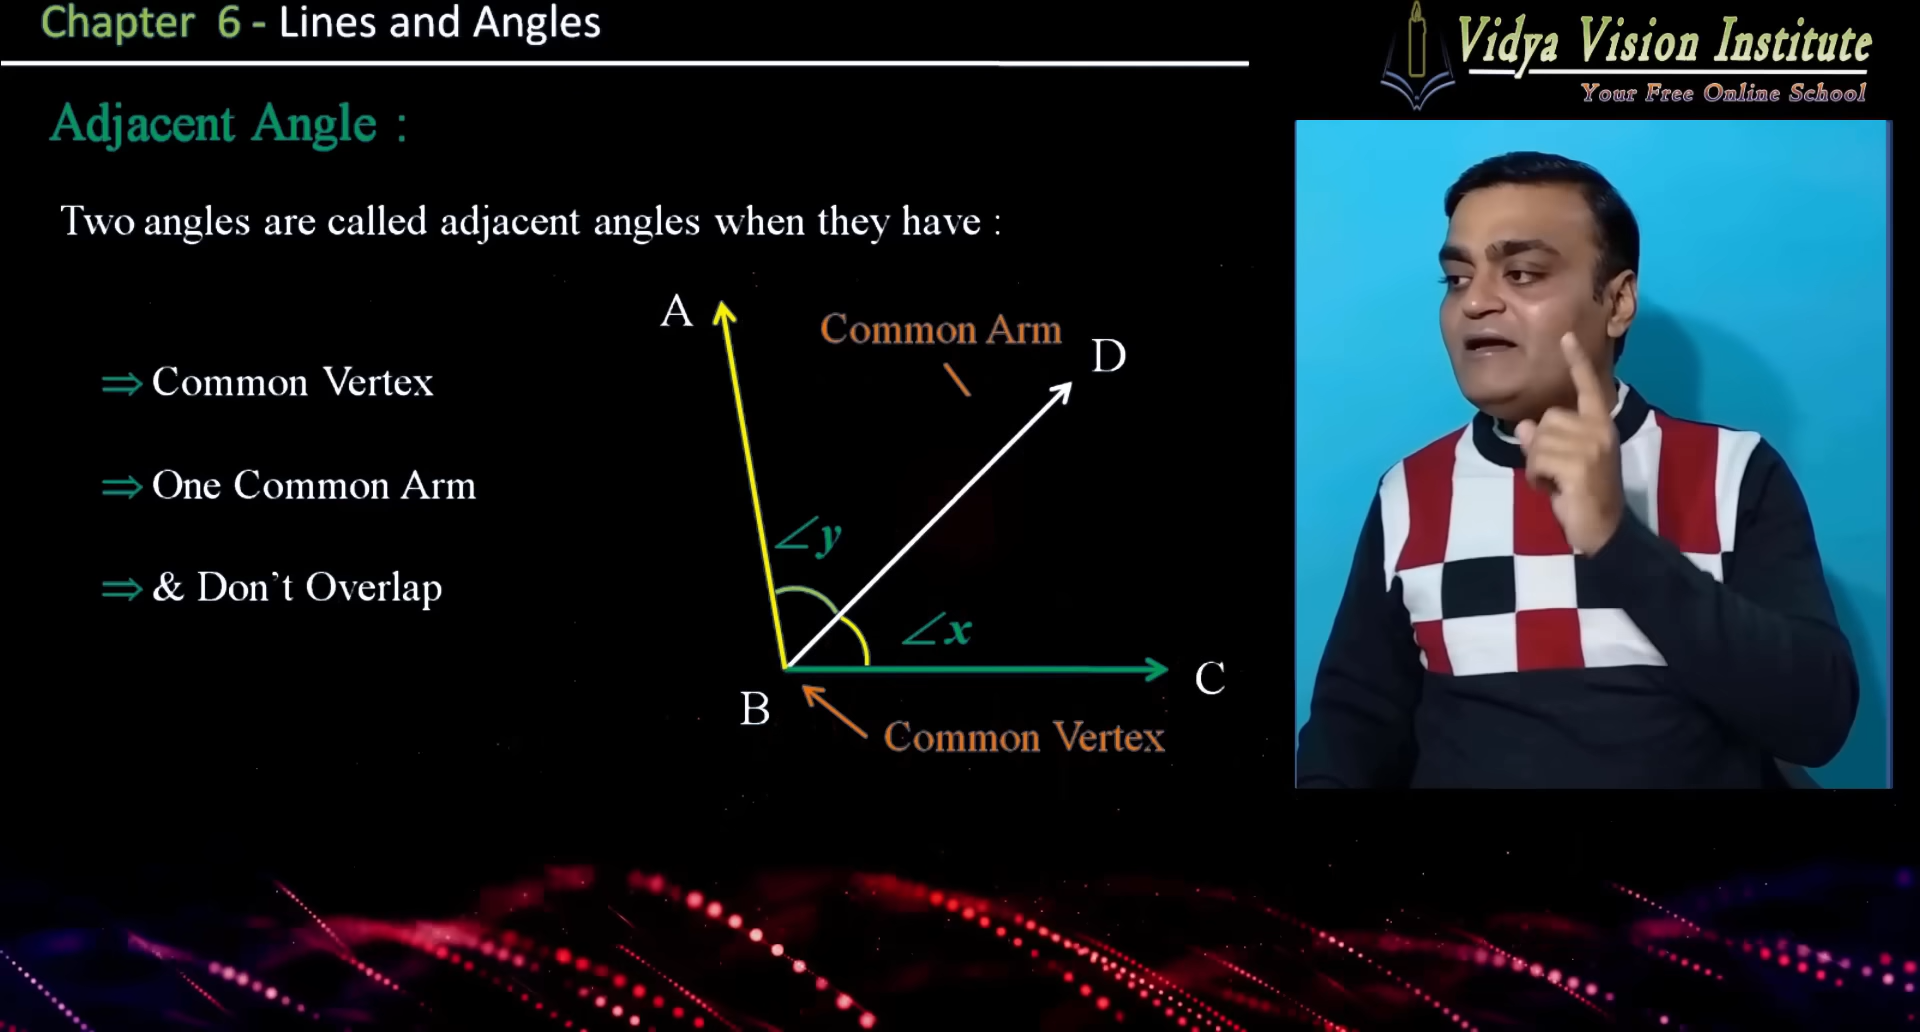 Chapter 6 - Lines and Angles
Vidya Vision Institute
Your Free Online School
Adjacent Angle :
Two angles are called adjacent angles when they have :
⇒ Common Vertex
⇒ One Common Arm
⇒ & Don't Overlap
A
Common Arm
D
∠y
∠x
C
B
Common Vertex